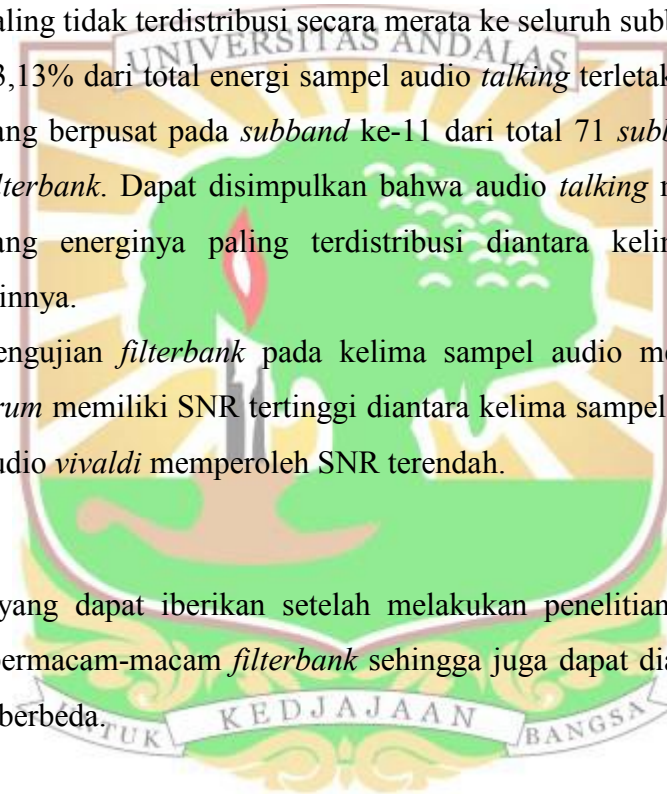 aling tidak terdistribusi secara merata ke seluruh subb
UNIVERSITAS ANDALAS
3,13% dari total energi sampel audio talking terletak
ang berpusat pada subband ke-11 dari total 71 subb
lterbank. Dapat disimpulkan bahwa audio talking m
ang energinya paling terdistribusi diantara kelim
innya.
engujian filterbank pada kelima sampel audio me
rum memiliki SNR tertinggi diantara kelima sampel
udio vivaldi memperoleh SNR terendah.
yang dapat iberikan setelah melakukan penelitian
bermacam-macam filterbank sehingga juga dapat dia
berbeda.
UNTUK KEDJAJAAN BANGSA